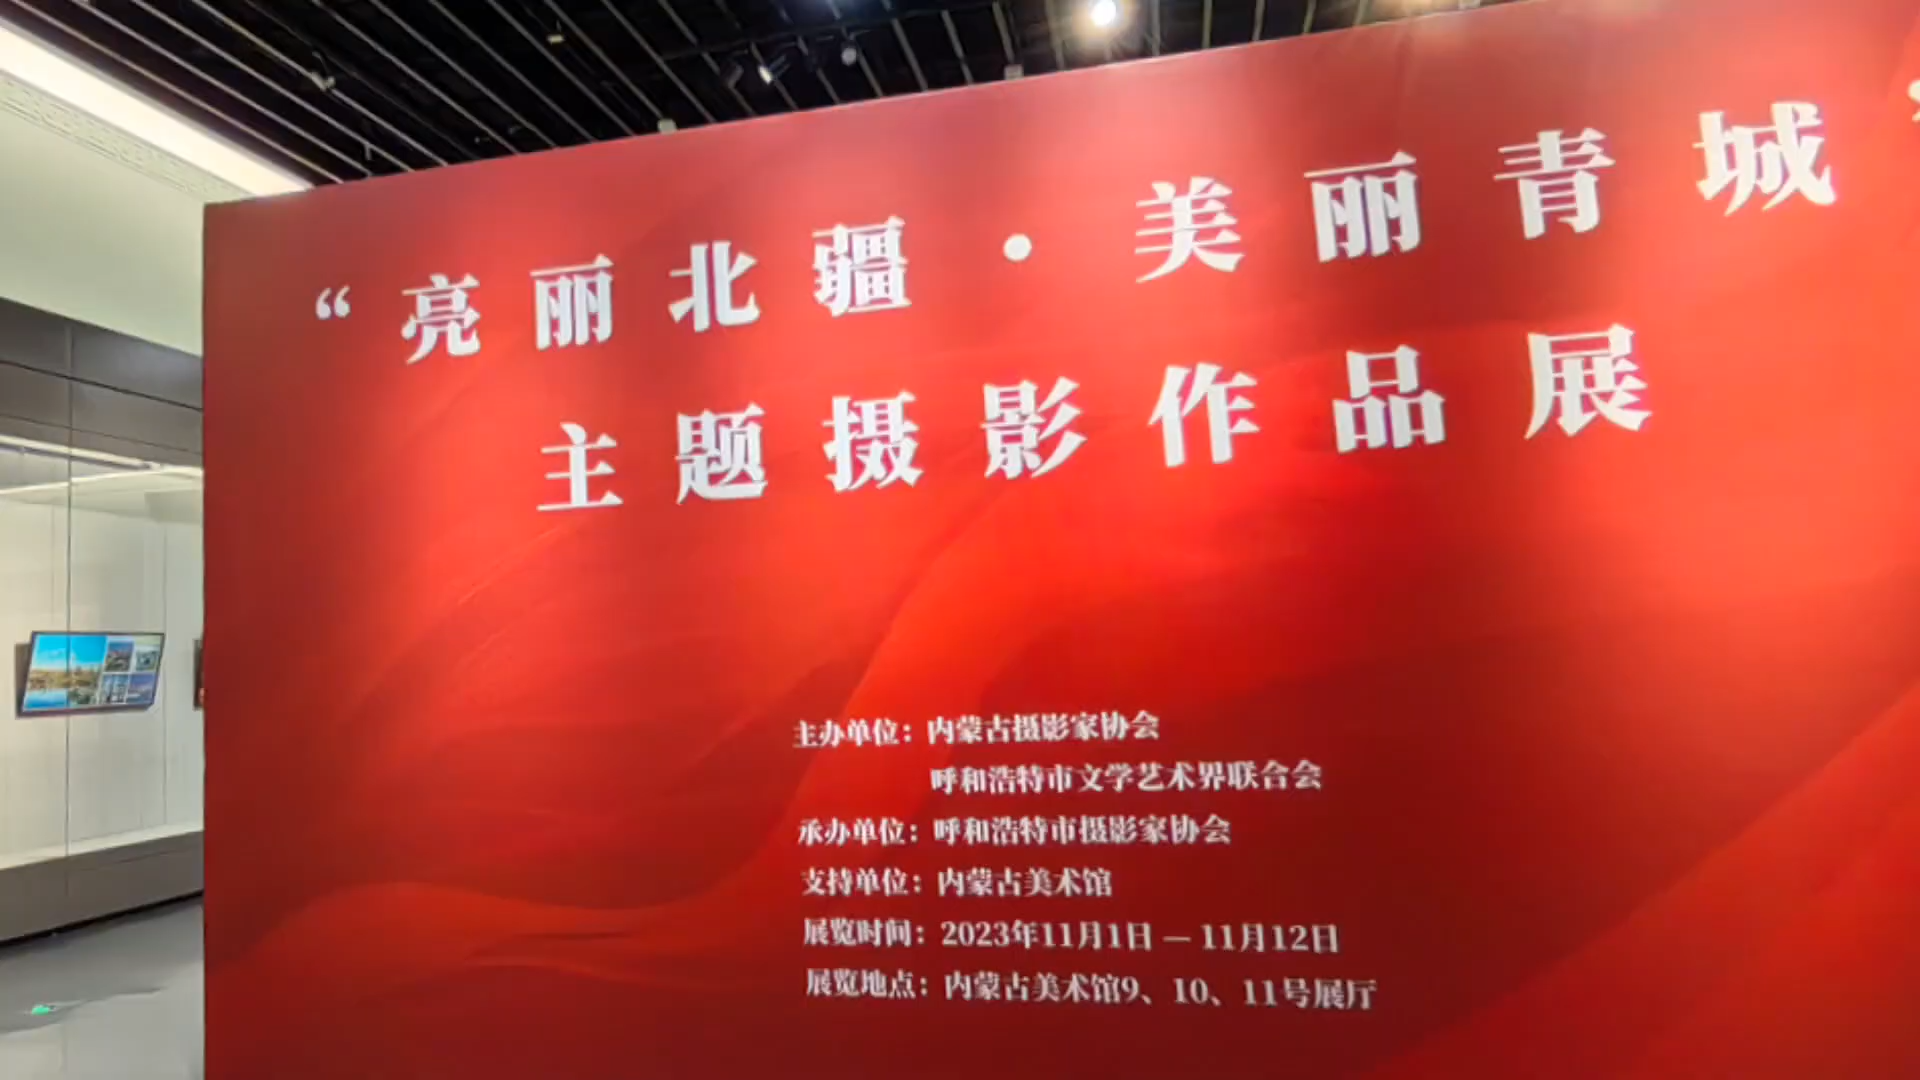 “亮丽北疆·美丽青城”
主题摄影作品展
主办单位：内蒙古摄影家协会
呼和浩特市文学艺术界联合会
承办单位：呼和浩特市摄影家协会
支持单位：内蒙古美术馆
展览时间：2023年11月1日 — 11月12日
展览地点：内蒙古美术馆9、10、11号展厅